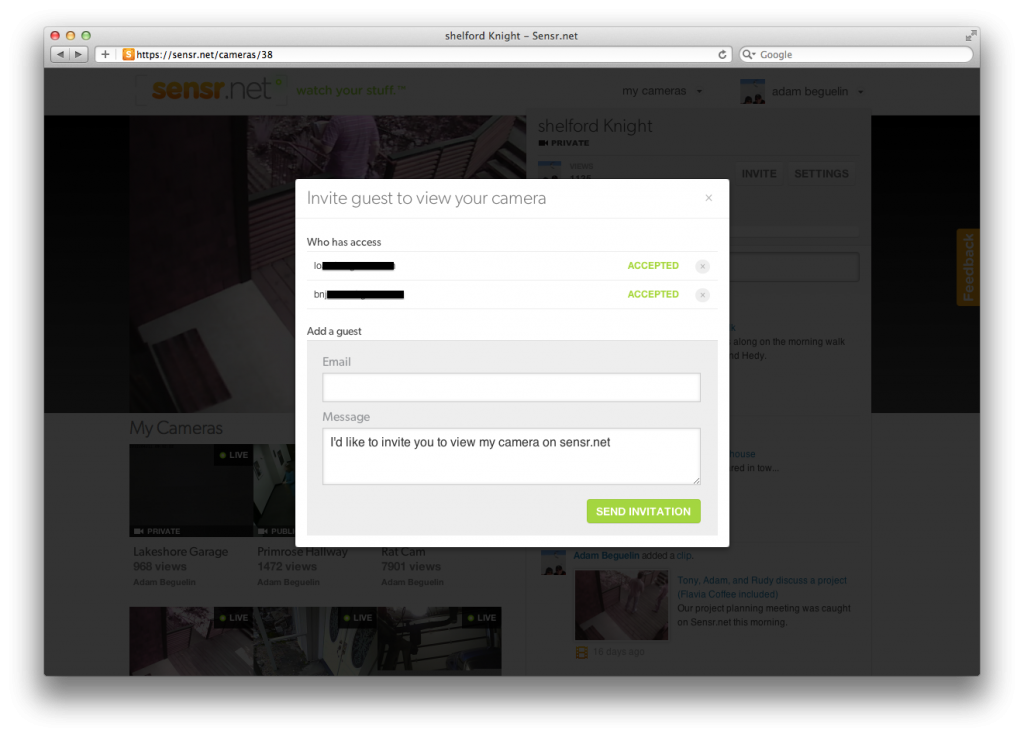 shelford Knight – Sensr.net
https://sensr.net/cameras/38
Google
sensr.net
watch your stuff.™
my cameras
adam beguelin
shelford Knight
PRIVATE
VIEWS
1135
INVITE
SETTINGS
Feedback
Invite guest to view your camera
Who has access
lo
ACCEPTED
bnj
ACCEPTED
Add a guest
Email
Message
I'd like to invite you to view my camera on sensr.net
SEND INVITATION
along on the morning walk
nd Hedy.
house
red in tow...
My Cameras
LIVE
PRIVATE
PUBLI
Lakeshore Garage
968 views
Adam Beguelin
Primrose Hallway
1472 views
Adam Beguelin
Rat Cam
7901 views
Adam Beguelin
LIVE
LIVE
LIVE
Adam Beguelin added a clip.
Tony, Adam, and Rudy discuss a project
(Flavia Coffee included)
Our project planning meeting was caught
on Sensr.net this morning.
16 days ago